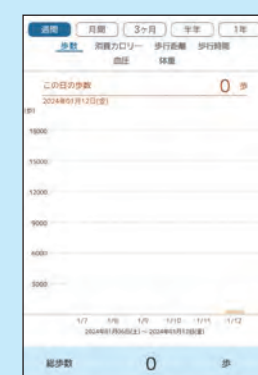 週間 月間 3ヶ月 半年 1年
歩数 消費カロリー 歩行距離 歩行時間
血圧 体重
この日の歩数 0 歩
2024年01月12日(金)
(歩)
18000
15000
12000
9000
6000
3000
1/7 1/8 1/9 1/10 1/11 1/12
2024年01月06日(土)～2024年01月12日(金)
総歩数 0 歩